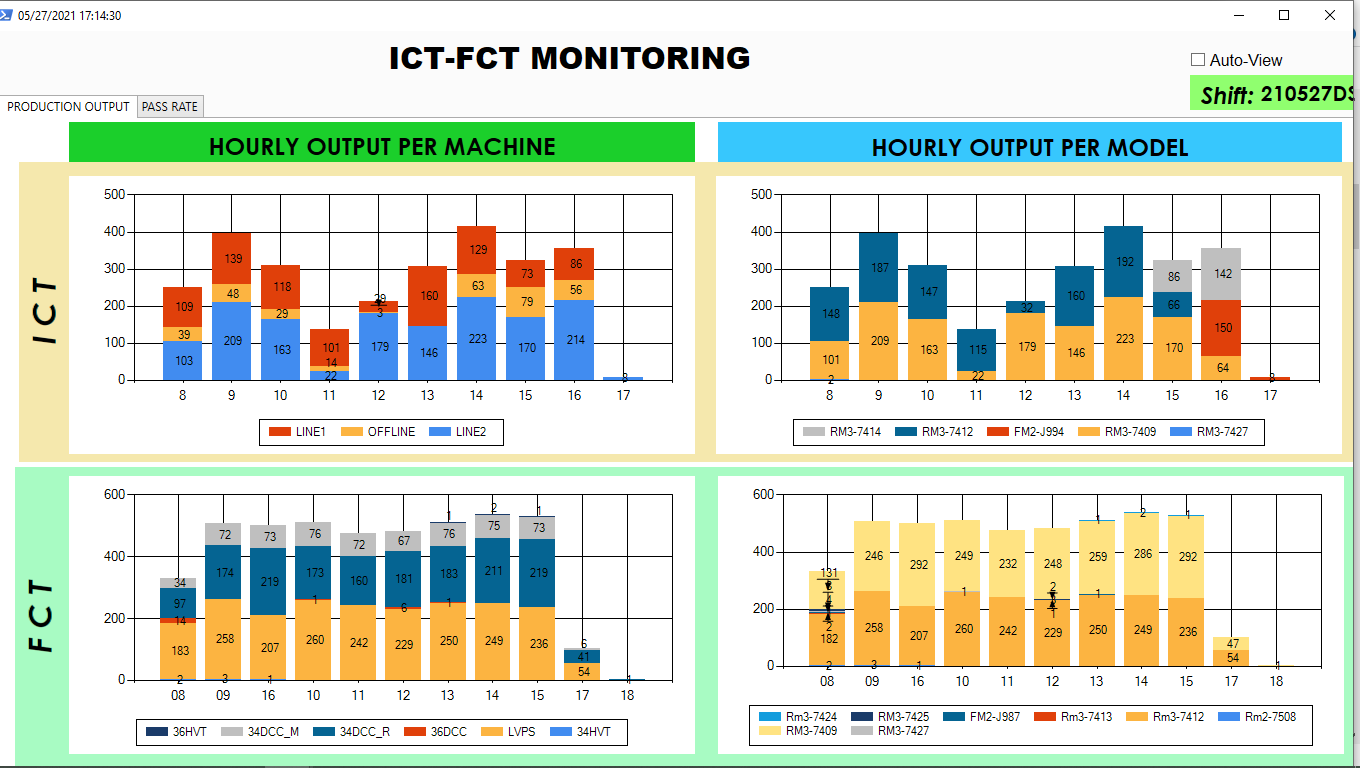 05/27/2021 17:14:30
ICT-FCT MONITORING
Auto-View
Shift: 210527DS
PRODUCTION OUTPUT PASS RATE
HOURLY OUTPUT PER MACHINE
HOURLY OUTPUT PER MODEL
ICT
500
400
300
200
100
0
109 139 118 101 29 160 129 73 86
39 48 29 14 3 63 79 56
103 209 163 22 179 146 223 170 214 3
8 9 10 11 12 13 14 15 16 17
LINE1 OFFLINE LINE2
500
400
300
200
100
0
86 142
148 187 147 115 32 160 192 66 150
101 209 163 22 179 146 223 170 64 3
2
8 9 10 11 12 13 14 15 16 17
RM3-7414 RM3-7412 FM2-J994 RM3-7409 RM3-7427
FCT
600
400
200
0
1 2 1
34 72 73 76 72 67 76 75 73 6
97 174 219 173 160 181 183 211 219 41
14 1 6 1
183 258 207 260 242 229 250 249 236 54
2 3 1 1
08 09 16 10 11 12 13 14 15 17 18
36HVT 34DCC_M 34DCC_R 36DCC LVPS 34HVT
600
400
200
0
1 2 1
131 246 292 249 232 248 259 286 292 47
2
1 1
2 1
182 258 207 260 242 229 250 249 236 54
2 3 1 1
08 09 16 10 11 12 13 14 15 17 18
Rm3-7424 RM3-7425 FM2-J987 Rm3-7413 Rm3-7412 Rm2-7508
RM3-7409 RM3-7427